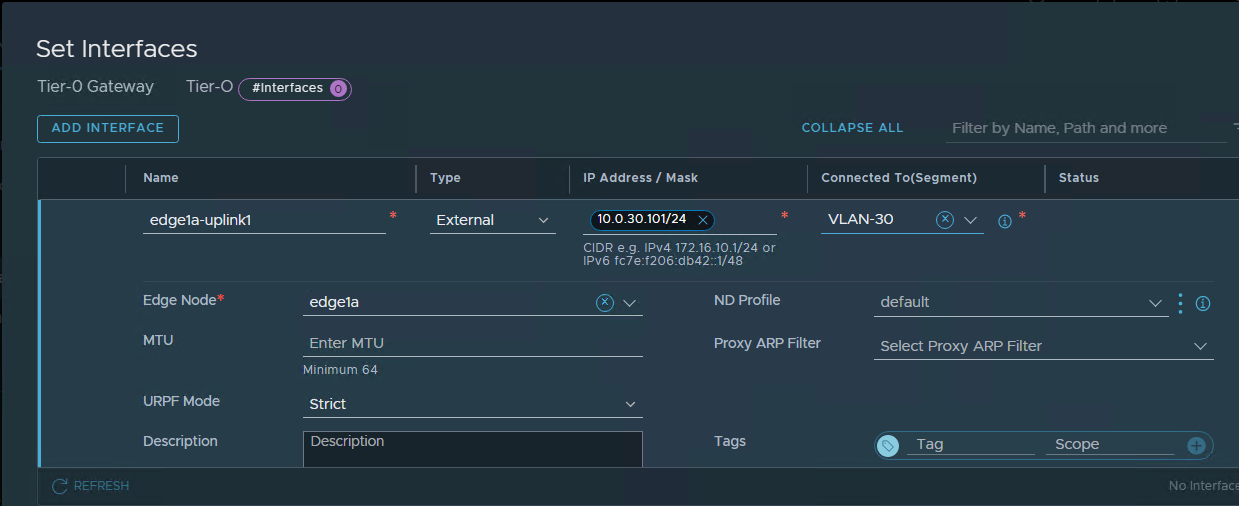 Set Interfaces
Tier-0 Gateway Tier-O #Interfaces 0
ADD INTERFACE COLLAPSE ALL Filter by Name, Path and more
Name Type IP Address / Mask Connected To(Segment) Status
edge1a-uplink1 * External 10.0.30.101/24 * VLAN-30 *
CIDR e.g. IPv4 172.16.10.1/24 or
IPv6 fc7e:f206:db42::1/48
Edge Node* edge1a ND Profile default
MTU Enter MTU Proxy ARP Filter Select Proxy ARP Filter
Minimum 64
URPF Mode Strict
Description Description Tags Tag Scope
REFRESH No Interface